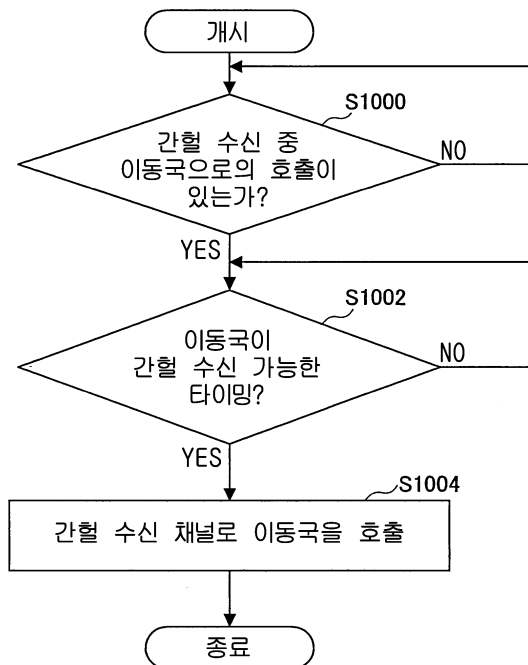 개시
S1000
간헐 수신 중
이동국으로의 호출이
있는가?
NO
YES
S1002
이동국이
간헐 수신 가능한
타이밍?
NO
YES
S1004
간헐 수신 채널로 이동국을 호출
종료